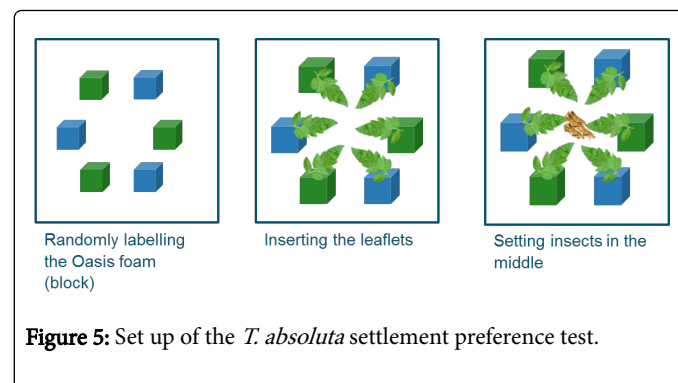 Randomly labelling
the Oasis foam
(block)
Inserting the leaflets
Setting insects in the
middle
Figure 5: Set up of the T. absoluta settlement preference test.